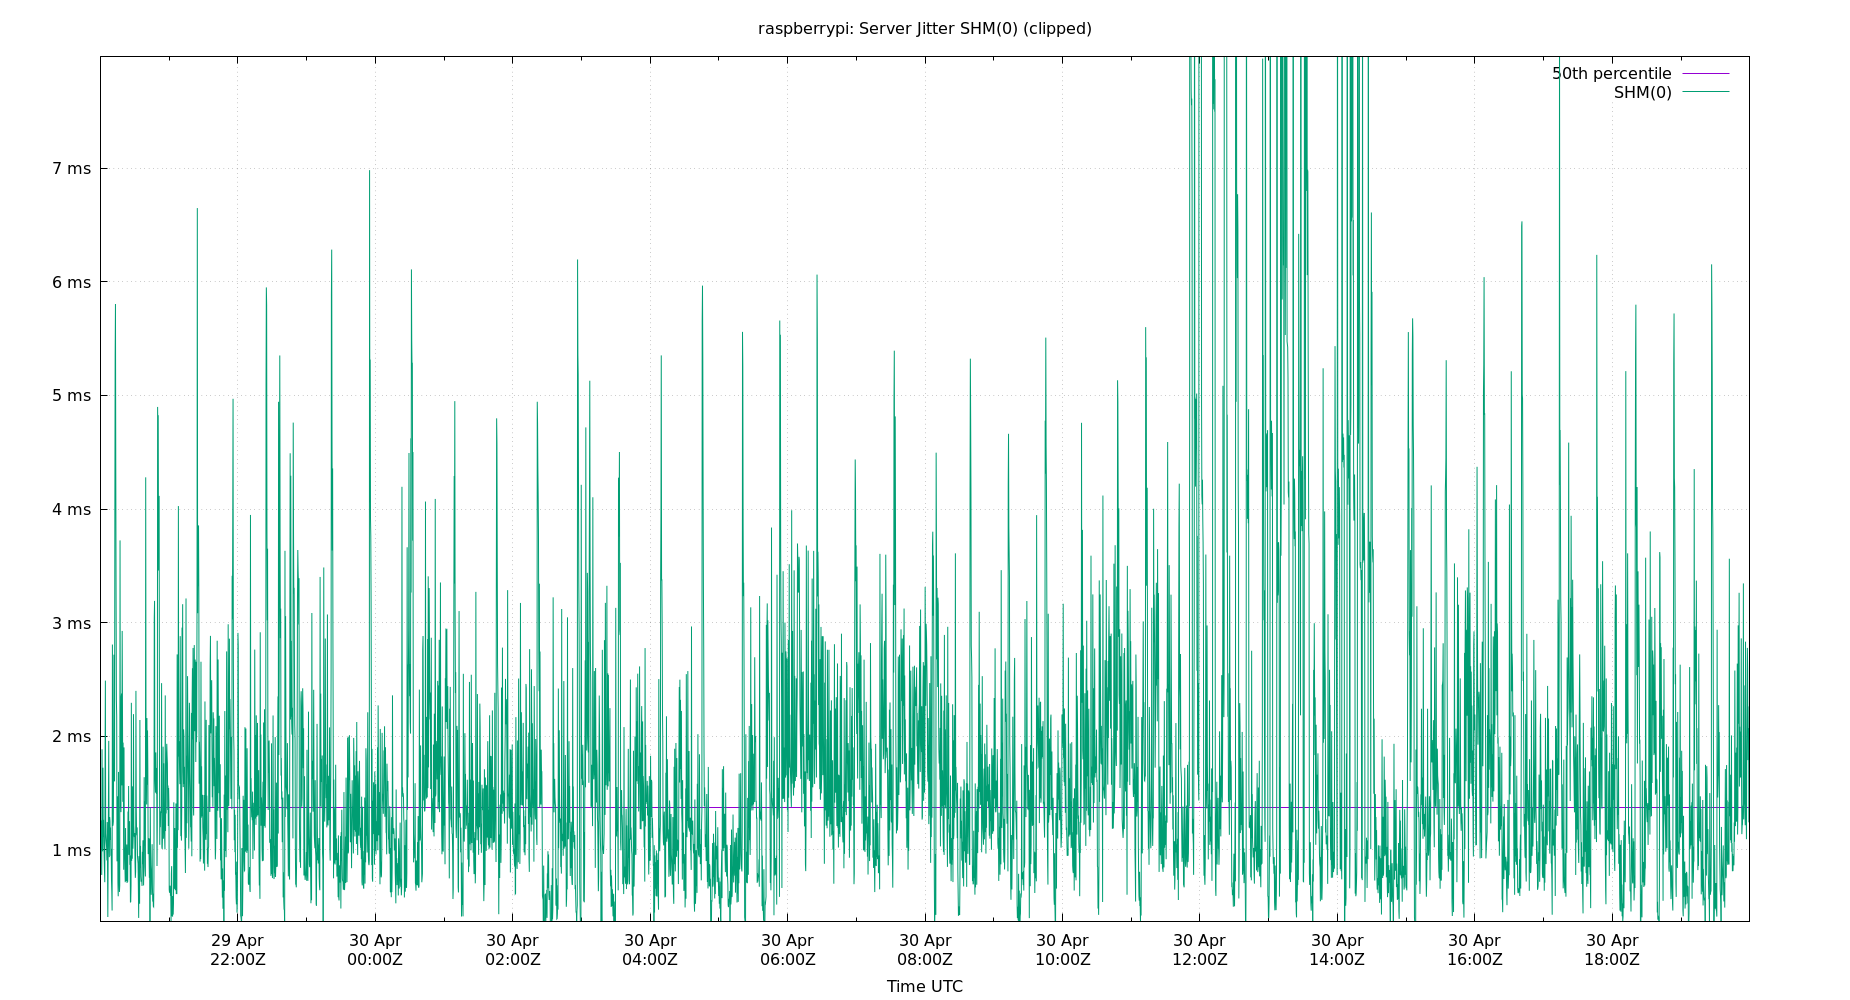 raspberrypi: Server Jitter SHM(0) (clipped)
50th percentile
SHM(0)
7 ms
6 ms
5 ms
4 ms
3 ms
2 ms
1 ms
29 Apr 30 Apr 30 Apr 30 Apr 30 Apr 30 Apr 30 Apr 30 Apr 30 Apr 30 Apr 30 Apr
22:00Z 00:00Z 02:00Z 04:00Z 06:00Z 08:00Z 10:00Z 12:00Z 14:00Z 16:00Z 18:00Z
Time UTC